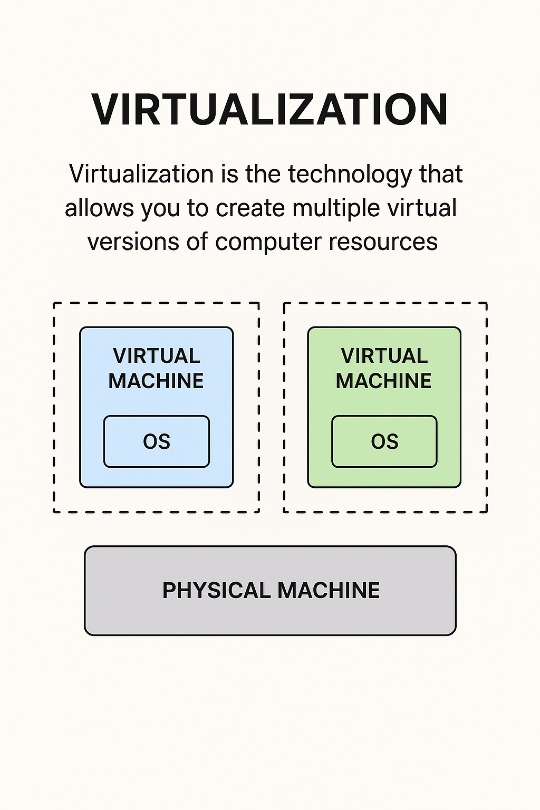 VIRTUALIZATION
Virtualization is the technology that
allows you to create multiple virtual
versions of computer resources
VIRTUAL
MACHINE
OS
VIRTUAL
MACHINE
OS
PHYSICAL MACHINE